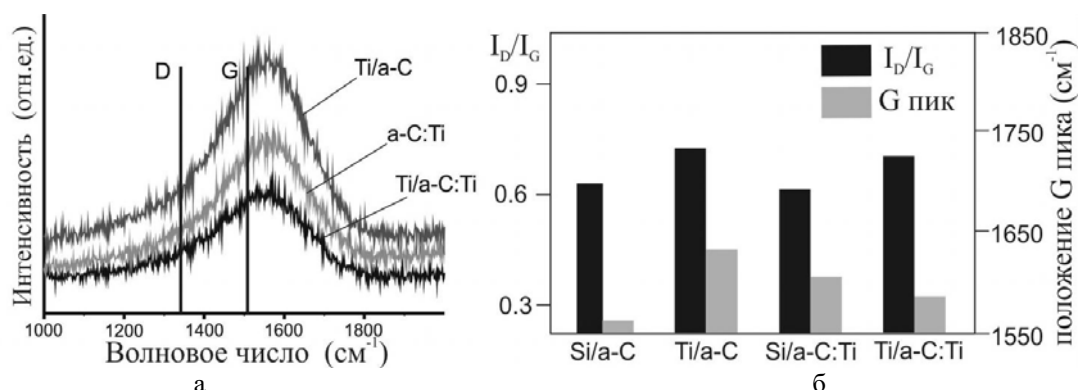 Интенсивность (отн.ед.)
D
G
Ti/a-C
a-C:Ti
Ti/a-C:Ti
1000
1200
1400
1600
1800
Волновое число (см⁻¹)
а
I_D/I_G
0.9
0.6
0.3
I_D/I_G
G пик
1850
1750
1650
1550
положение G пика (см⁻¹)
Si/a-C
Ti/a-C
Si/a-C:Ti
Ti/a-C:Ti
б